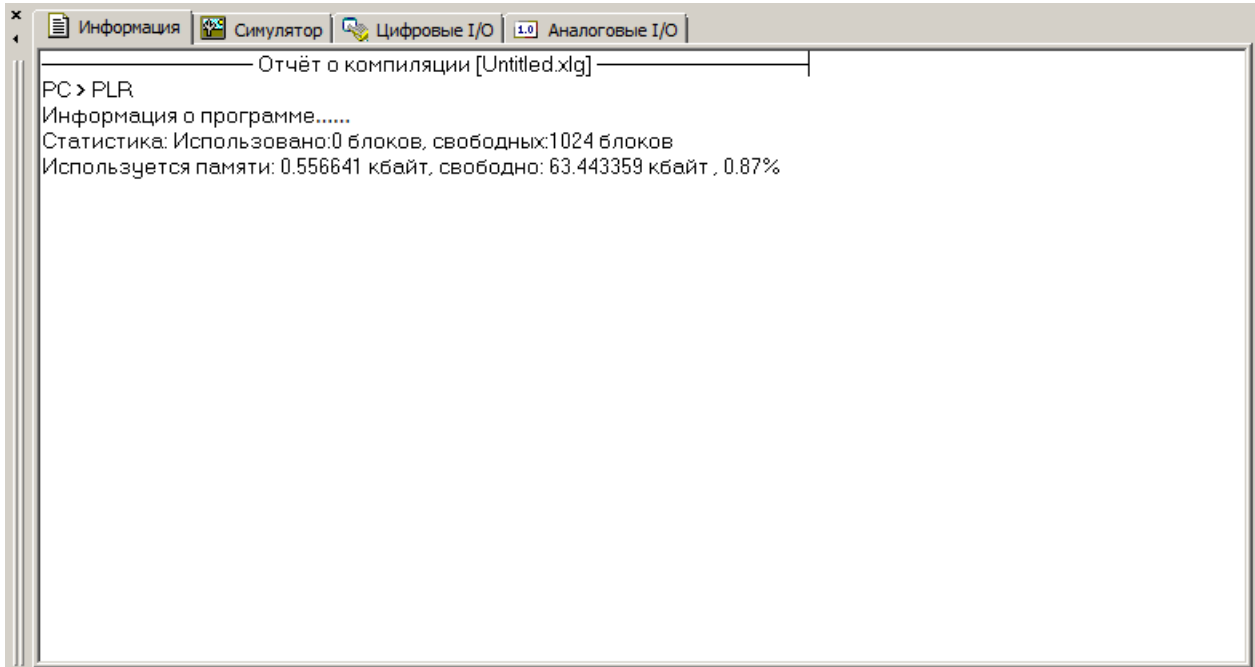 Информация Симулятор Цифровые I/O 1.0 Аналоговые I/O
Отчёт о компиляции [Untitled.xlg]
PC > PLR
Информация о программе......
Статистика: Использовано:0 блоков, свободных:1024 блоков
Используется памяти: 0.556641 кбайт, свободно: 63.443359 кбайт , 0.87%